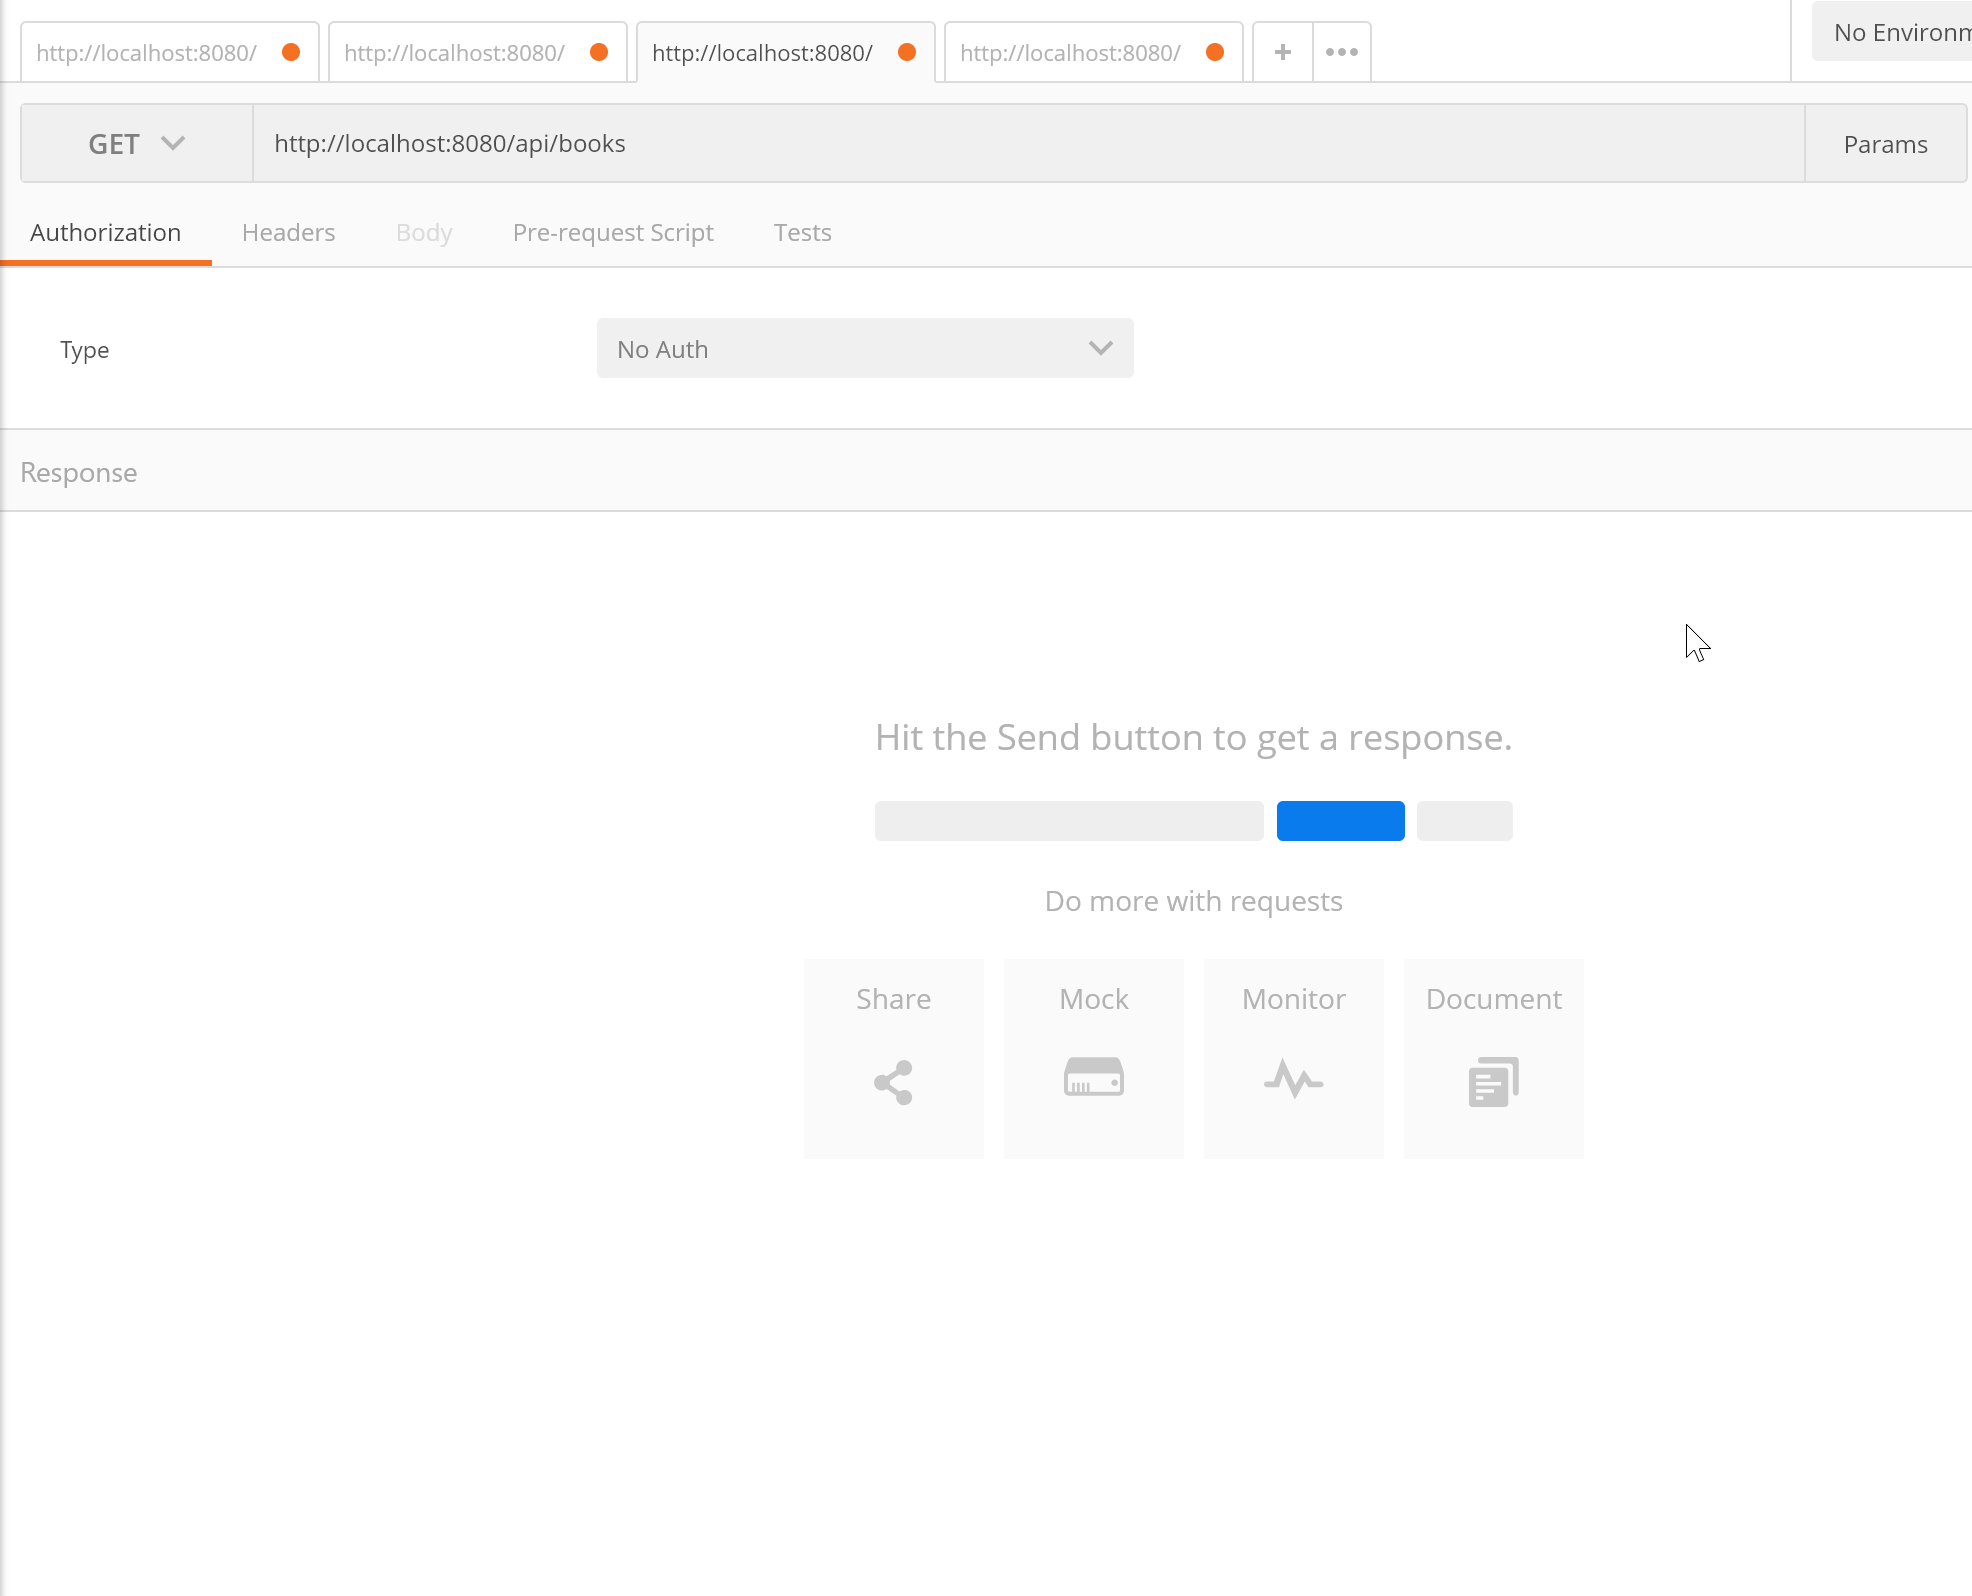 http://localhost:8080/ http://localhost:8080/ http://localhost:8080/ http://localhost:8080/ + ••• No Environm
GET http://localhost:8080/api/books Params
Authorization Headers Body Pre-request Script Tests
Type No Auth
Response
Hit the Send button to get a response.
Do more with requests
Share Mock Monitor Document